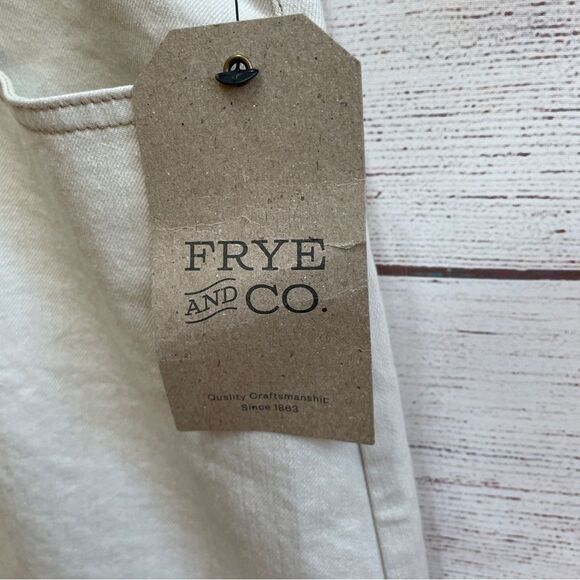 FRYE
AND CO.
Quality Craftsmanship
Since 1863